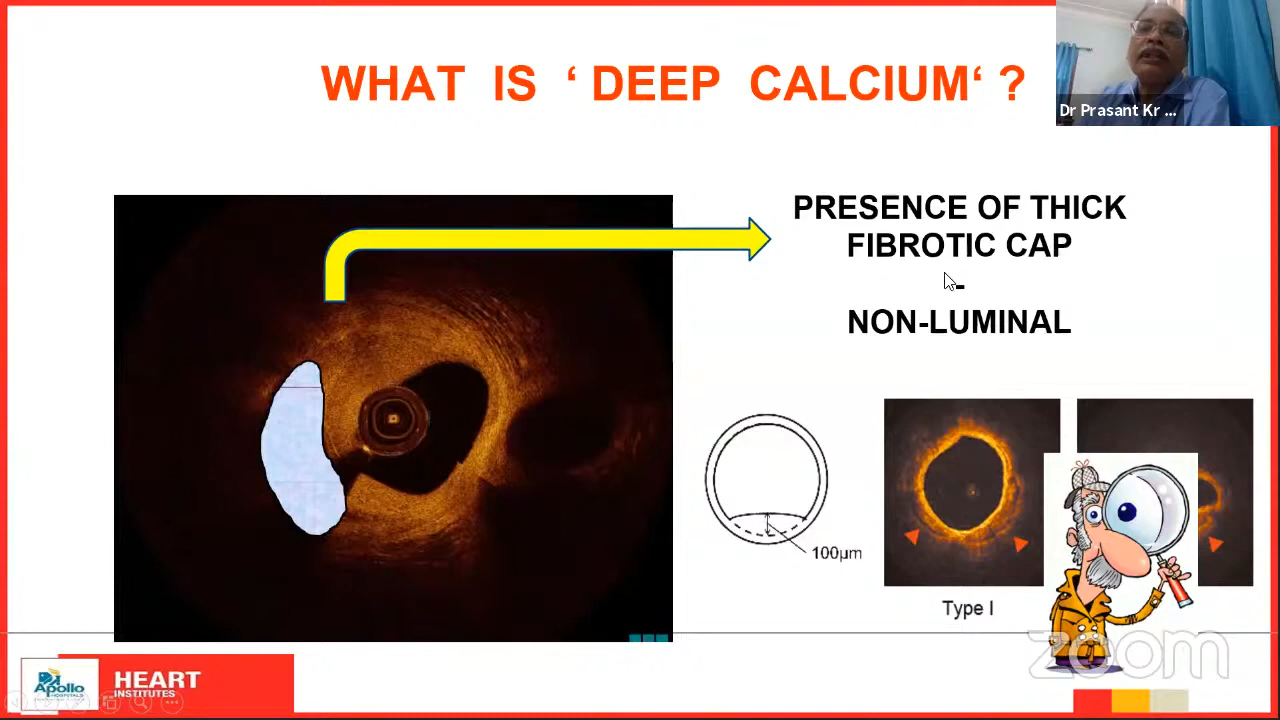 WHAT IS ‘ DEEP CALCIUM‘ ?
Dr Prasant Kr ...
PRESENCE OF THICK
FIBROTIC CAP
-
NON-LUMINAL
100µm
Type I
zoom
Apollo
HOSPITALS
HEART
INSTITUTES